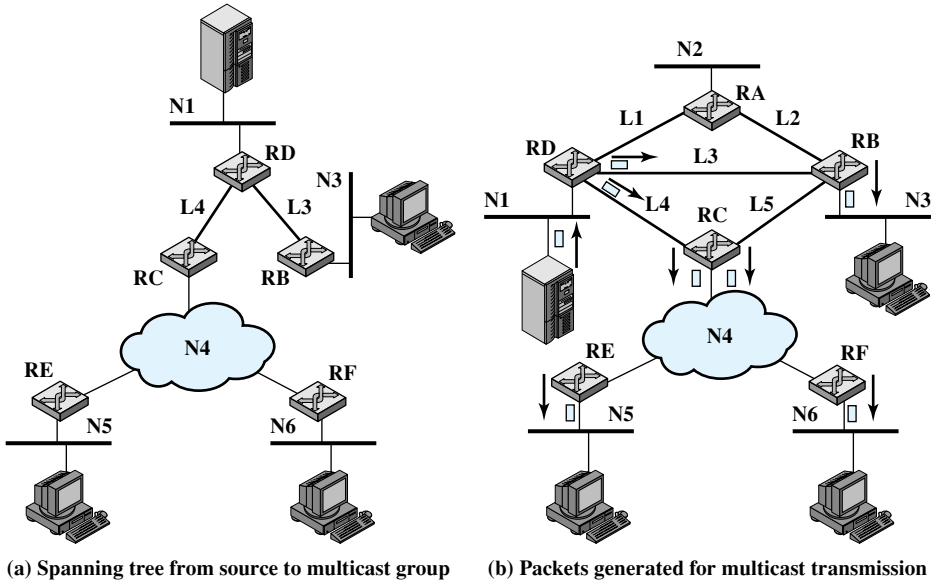 N1
RD
N3
L4
L3
RC
RB
N4
RE
RF
N5
N6
(a) Spanning tree from source to multicast group
N2
RA
L1
L2
RD
RB
L3
N1
L4
RC
L5
N3
N4
RE
RF
N5
N6
(b) Packets generated for multicast transmission